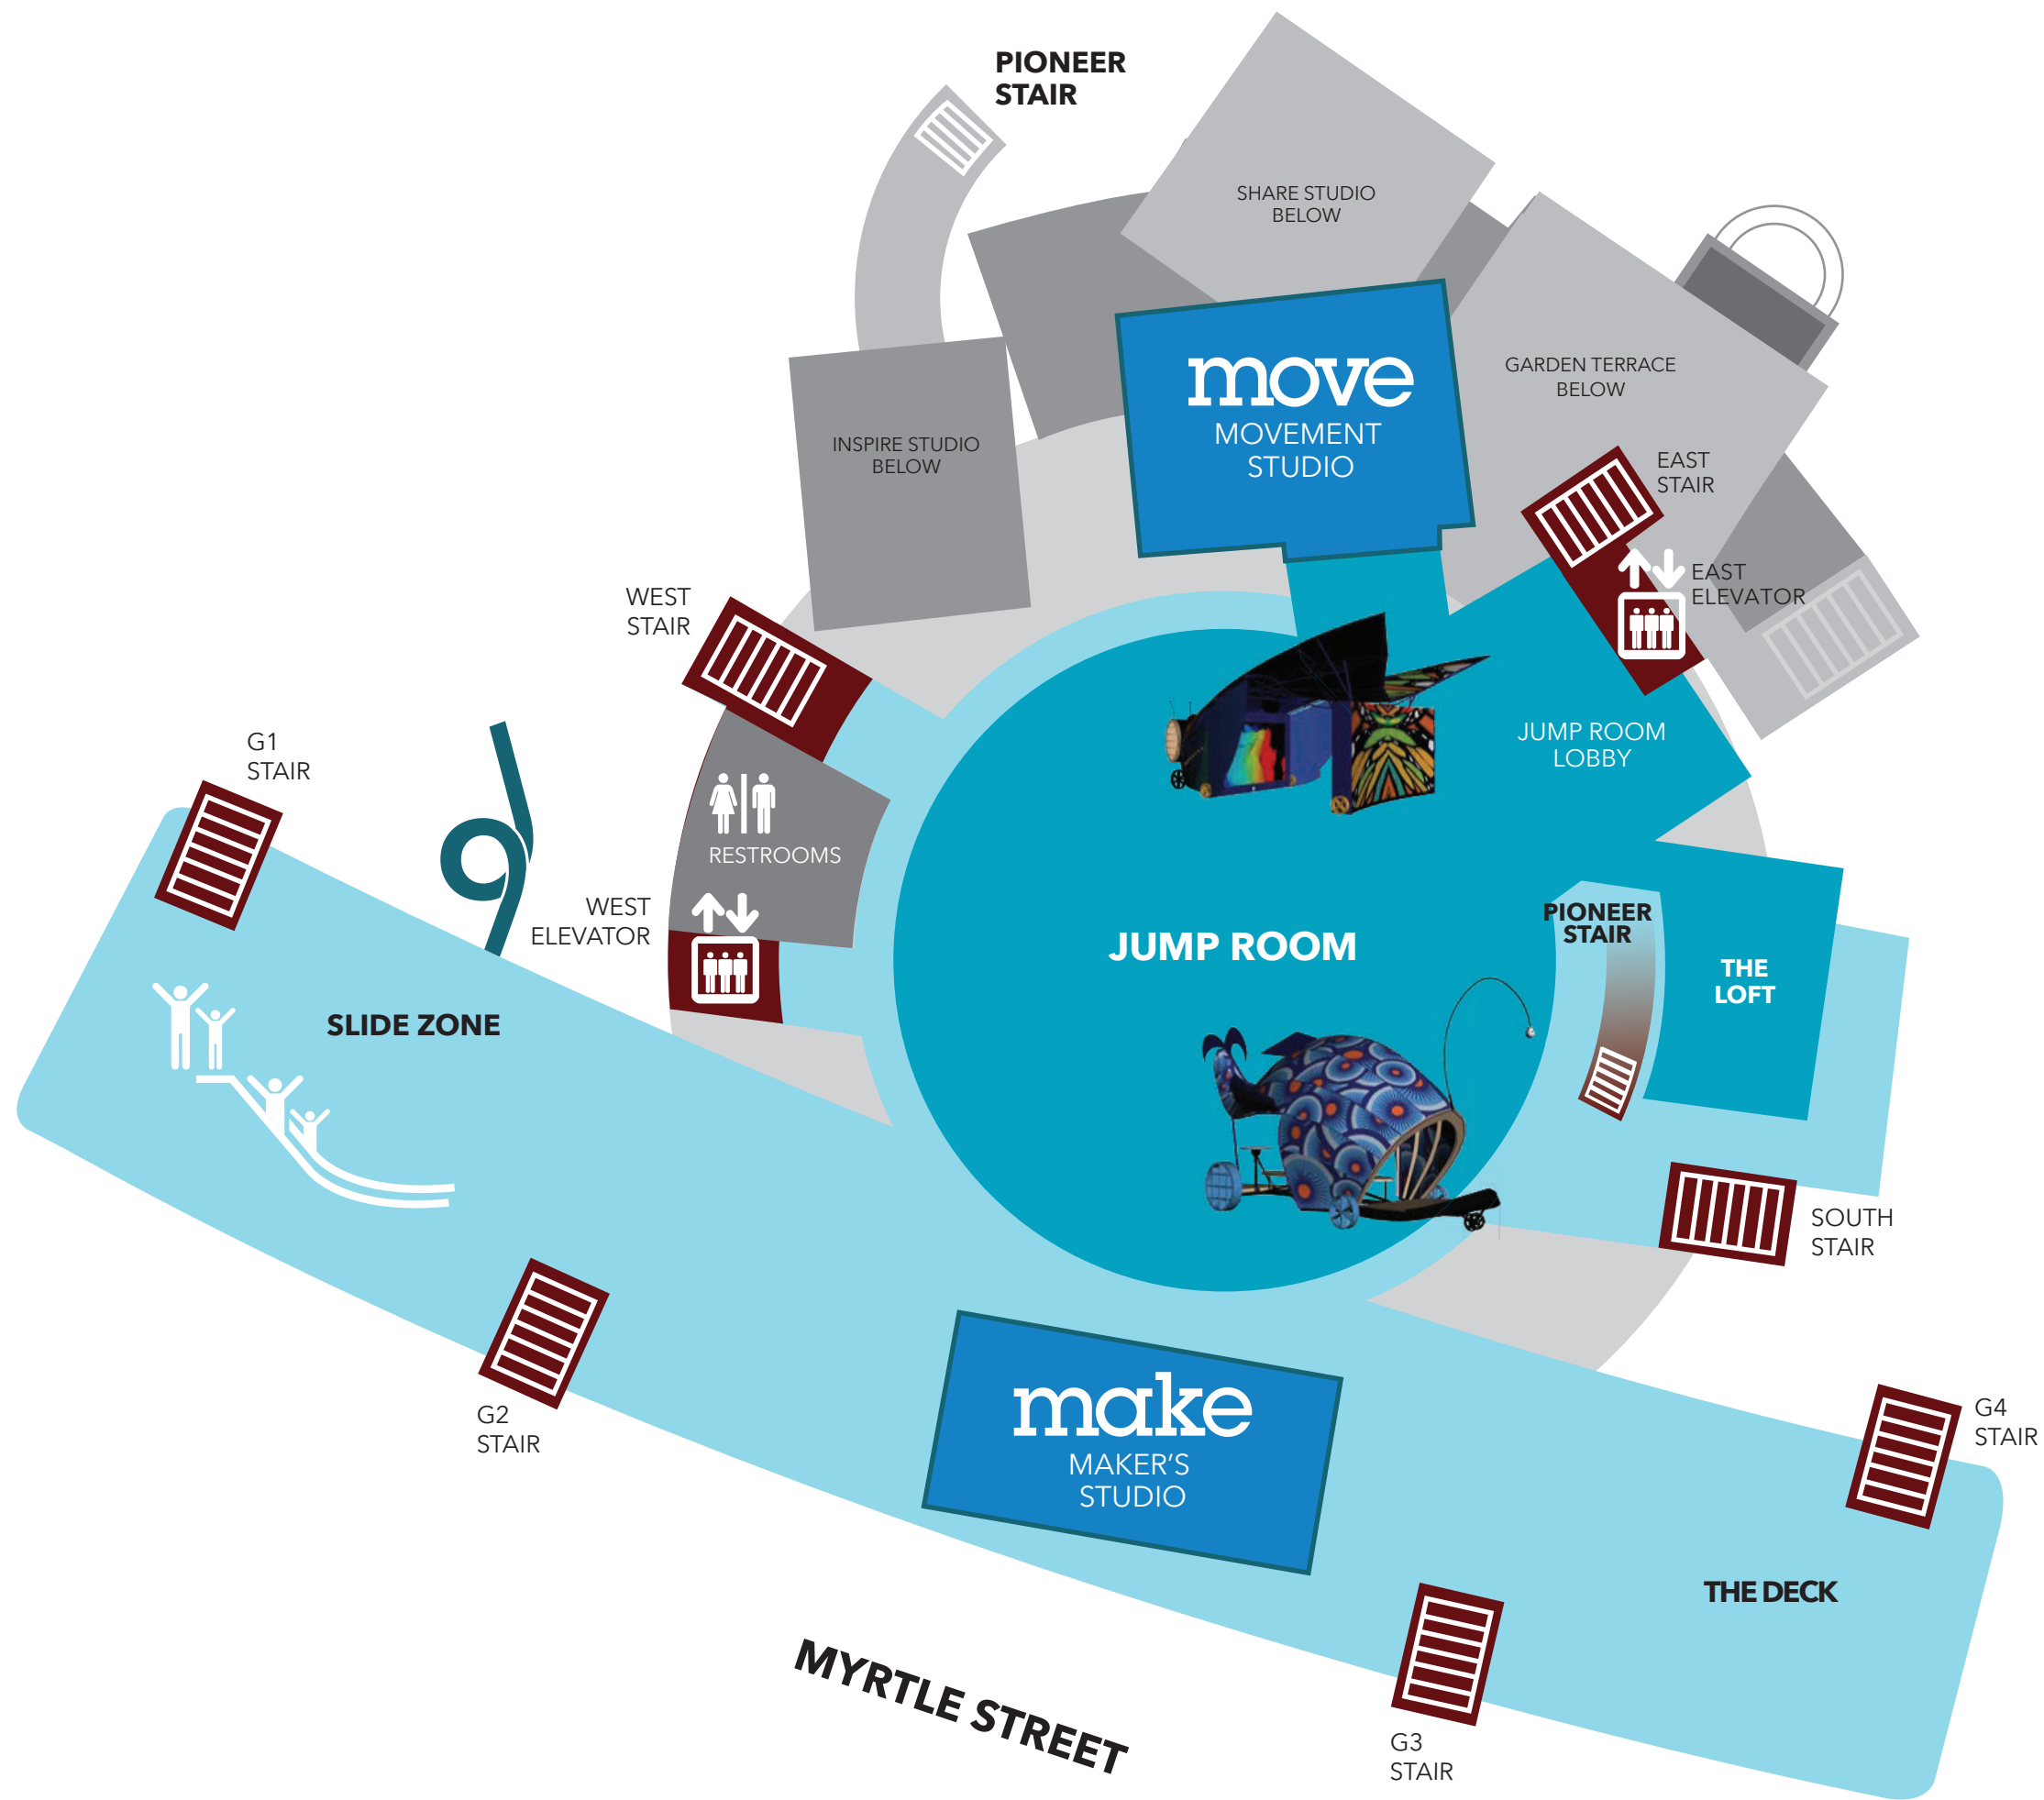 PIONEER
STAIR
SHARE STUDIO
BELOW
move
MOVEMENT
STUDIO
GARDEN TERRACE
BELOW
INSPIRE STUDIO
BELOW
EAST
STAIR
EAST
ELEVATOR
WEST
STAIR
G1
STAIR
JUMP ROOM
LOBBY
RESTROOMS
WEST
ELEVATOR
SLIDE ZONE
JUMP ROOM
PIONEER
STAIR
THE
LOFT
SOUTH
STAIR
G2
STAIR
make
MAKER'S
STUDIO
G4
STAIR
THE DECK
MYRTLE STREET
G3
STAIR